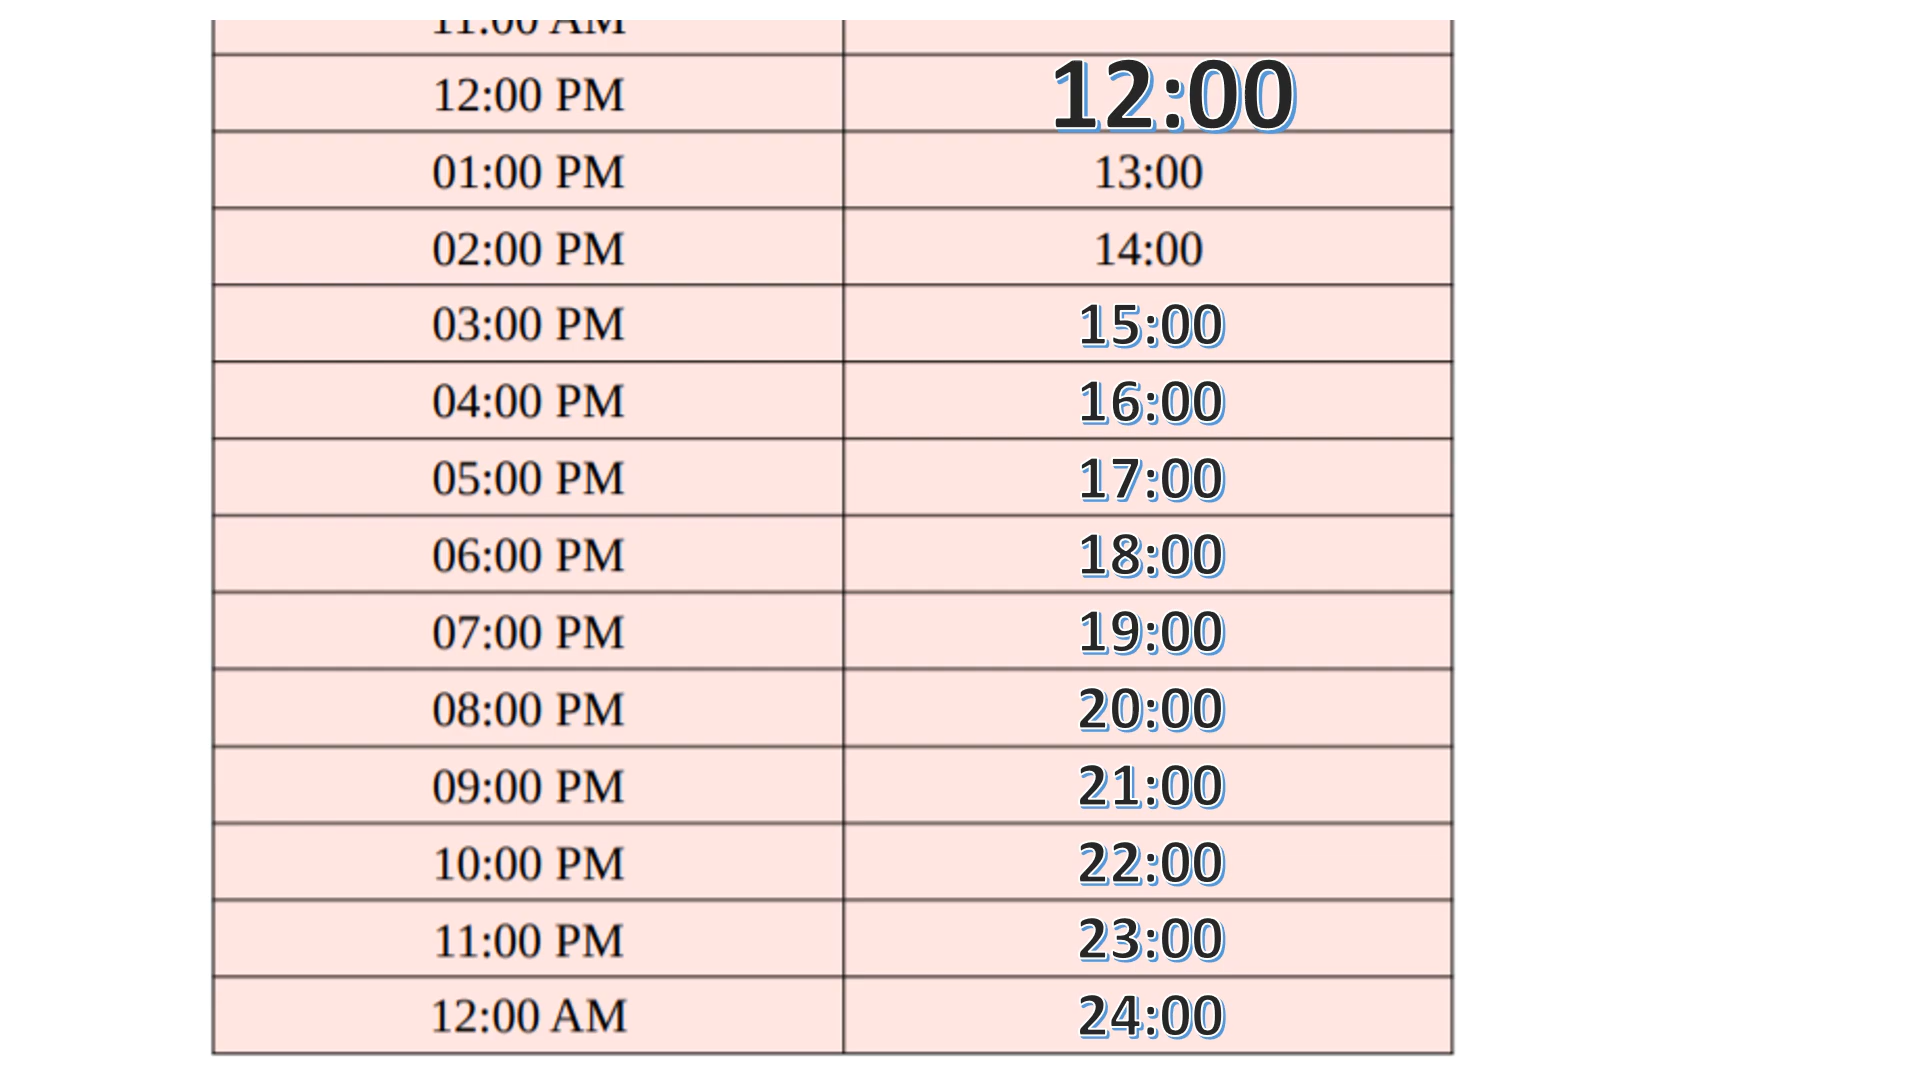 11:00 AM
12:00 PM 12:00
01:00 PM 13:00
02:00 PM 14:00
03:00 PM 15:00
04:00 PM 16:00
05:00 PM 17:00
06:00 PM 18:00
07:00 PM 19:00
08:00 PM 20:00
09:00 PM 21:00
10:00 PM 22:00
11:00 PM 23:00
12:00 AM 24:00